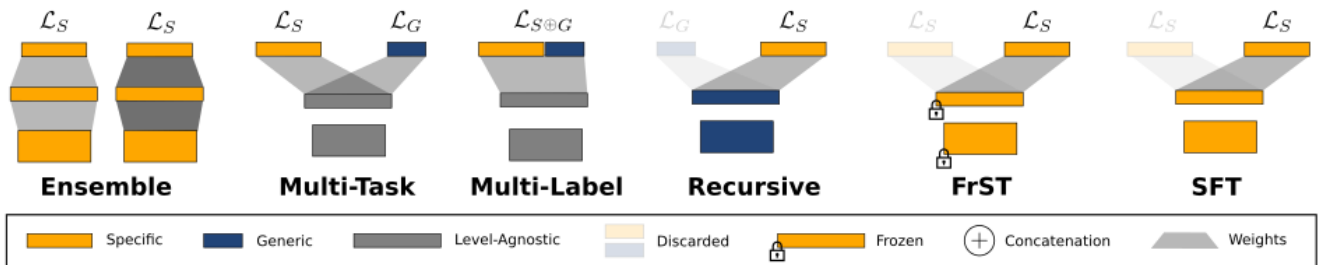 ℒ_S ℒ_S ℒ_S ℒ_G ℒ_{S⊕G} ℒ_G ℒ_S ℒ_S ℒ_S ℒ_S ℒ_S
Ensemble Multi-Task Multi-Label Recursive FrST SFT
Specific Generic Level-Agnostic Discarded Frozen Concatenation Weights